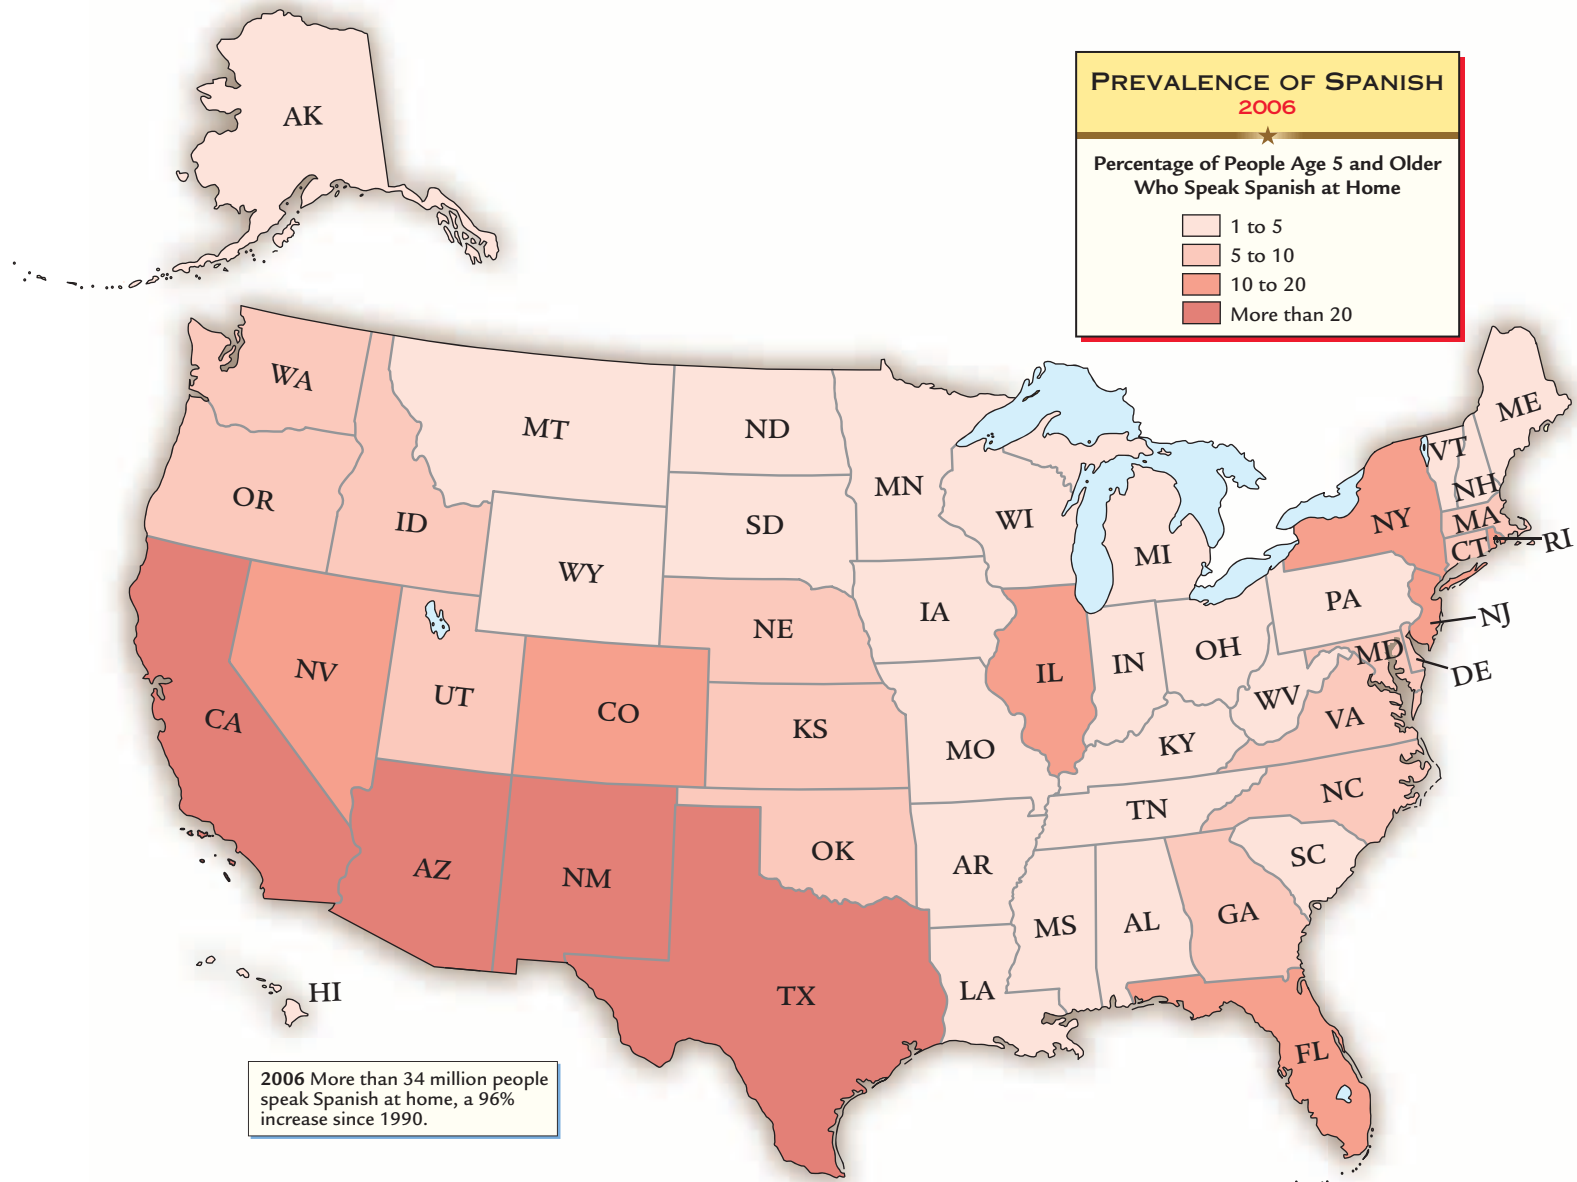 AK
PREVALENCE OF SPANISH
2006
Percentage of People Age 5 and Older
Who Speak Spanish at Home
1 to 5
5 to 10
10 to 20
More than 20
WA
MT
ND
MN
ME
VT
NH
OR
ID
SD
WI
MI
NY
MA
CT
RI
WY
IA
PA
NJ
NE
NV
UT
CO
IL
IN
OH
MD
DE
WV
VA
CA
KS
MO
KY
NC
TN
AZ
NM
OK
AR
SC
MS
AL
GA
HI
TX
LA
FL
2006 More than 34 million people
speak Spanish at home, a 96%
increase since 1990.